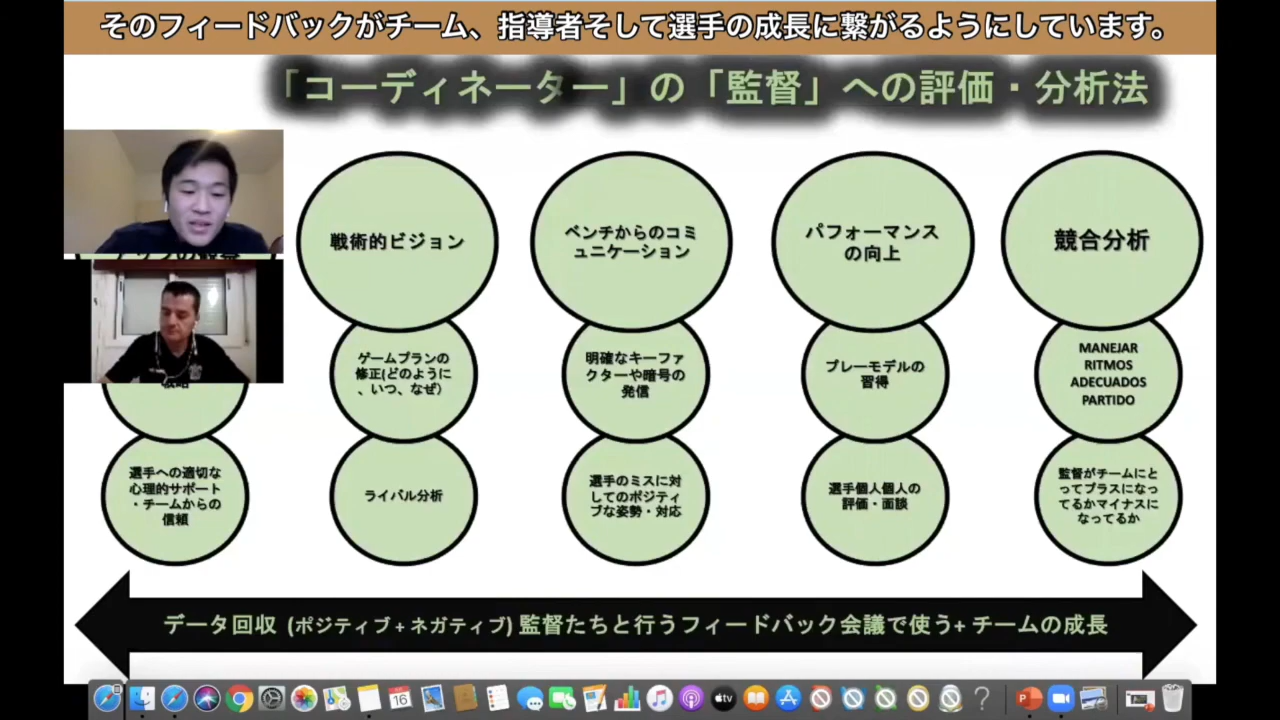 そのフィードバックがチーム、指導者そして選手の成長に繋がるようにしています。
「コーディネーター」の「監督」への評価・分析法
戦術的ビジョン
ベンチからのコミ
ュニケーション
パフォーマンス
の向上
競合分析
ゲームプランの
修正(どのように
、いつ、なぜ)
明確なキーファ
クターや暗号の
発信
プレーモデルの
習得
MANEJAR
RITMOS
ADECUADOS
PARTIDO
選手への適切な
心理的サポート
・チームからの
信頼
ライバル分析
選手のミスに対
してのポジティ
ブな姿勢・対応
選手個人個人の
評価・面談
監督がチームにと
ってプラスになっ
てるかマイナスに
なってるか
データ回収 (ポジティブ + ネガティブ) 監督たちと行うフィードバック会議で使う+ チームの成長
16
tv